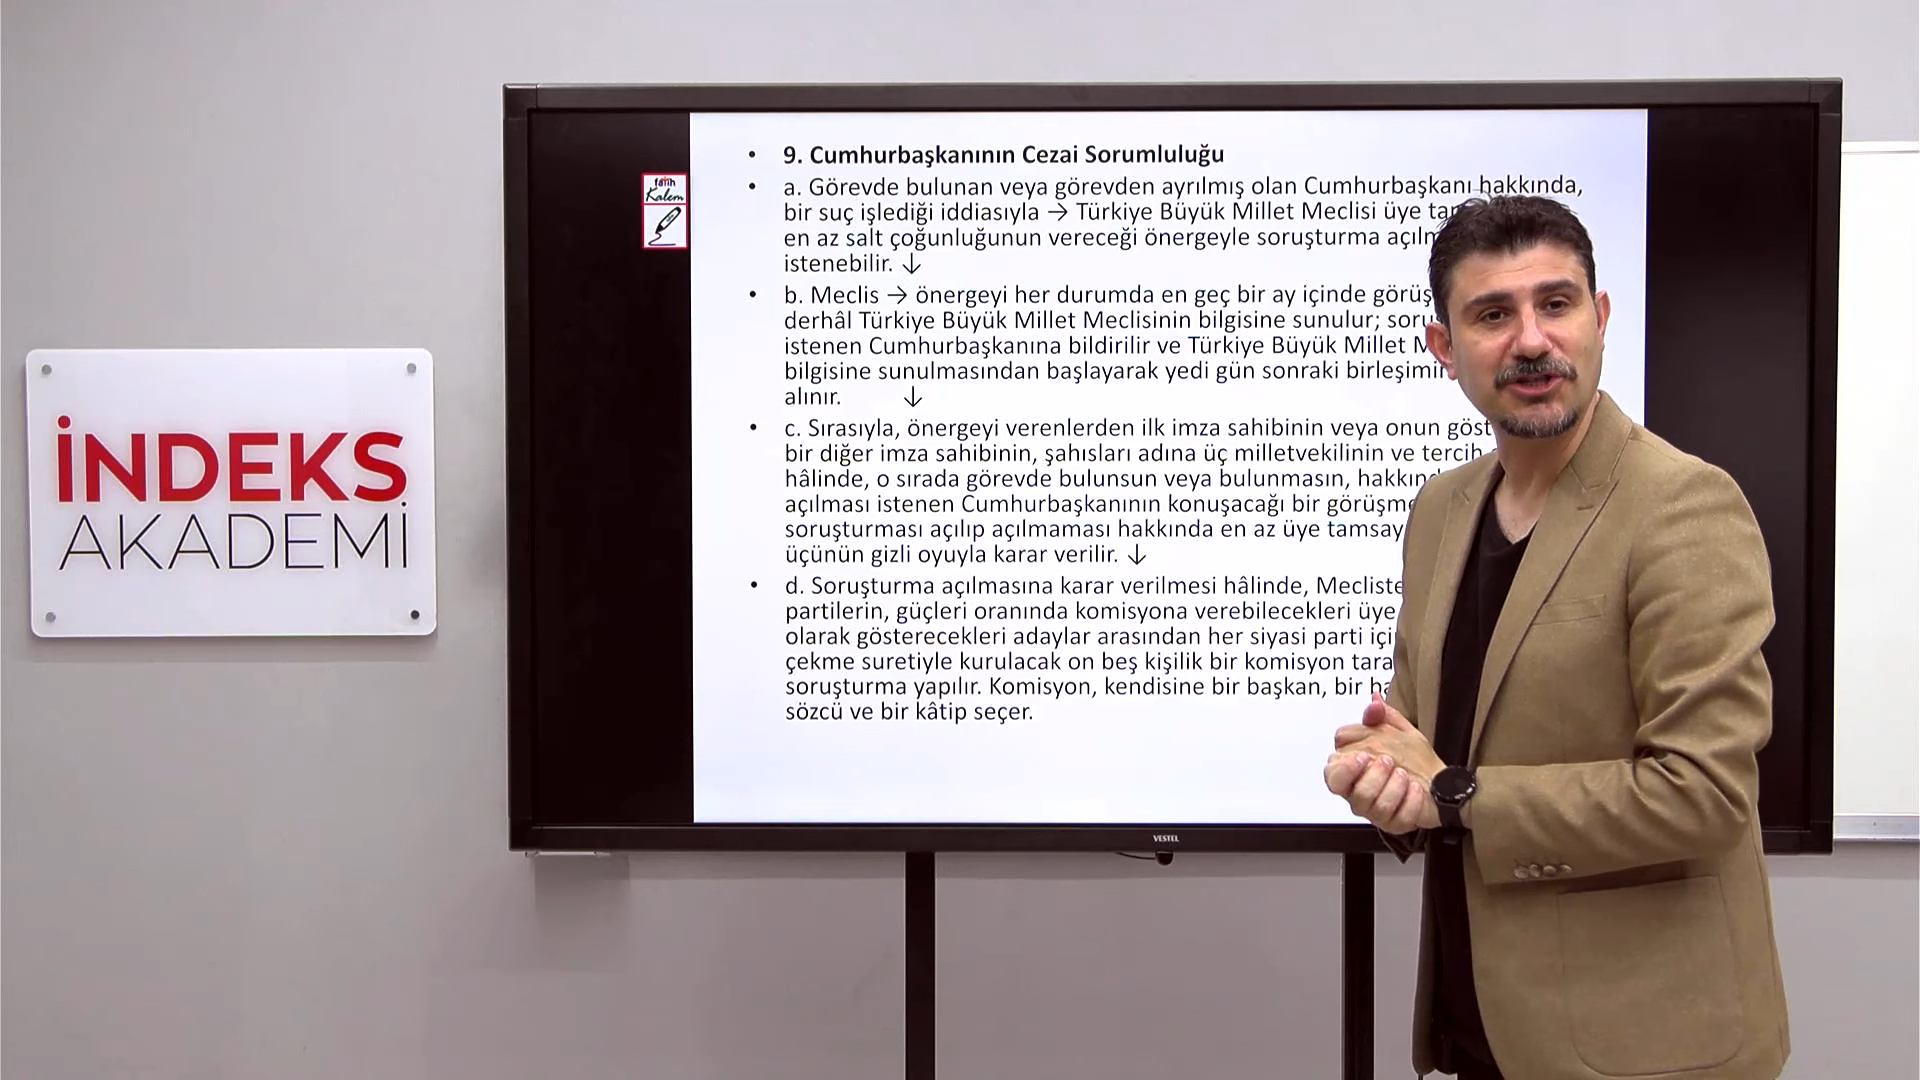 İNDEKS
AKADEMİ
fatih
Kalem
• 9. Cumhurbaşkanının Cezai Sorumluluğu
• a. Görevde bulunan veya görevden ayrılmış olan Cumhurbaşkanı hakkında,
bir suç işlediği iddiasıyla → Türkiye Büyük Millet Meclisi üye
en az salt çoğunluğunun vereceği önergeyle soruşturma
istenebilir. ↓
• b. Meclis → önergeyi her durumda en geç bir ay içinde
derhâl Türkiye Büyük Millet Meclisinin bilgisine sunulur;
istenen Cumhurbaşkanına bildirilir ve Türkiye Büyük Millet
bilgisine sunulmasından başlayarak yedi gün sonraki
alınır. ↓
• c. Sırasıyla, önergeyi verenlerden ilk imza sahibinin veya onun
bir diğer imza sahibinin, şahısları adına üç milletvekilinin ve tercih
hâlinde, o sırada görevde bulunsun veya bulunmasın,
açılması istenen Cumhurbaşkanının konuşacağı bir
soruşturması açılıp açılmaması hakkında en az üye
üçünün gizli oyuyla karar verilir. ↓
• d. Soruşturma açılmasına karar verilmesi hâlinde,
partilerin, güçleri oranında komisyona verebilecekleri üye
olarak gösterecekleri adaylar arasından her siyasi parti
çekme suretiyle kurulacak on beş kişilik bir komisyon
soruşturma yapılır. Komisyon, kendisine bir başkan, bir
sözcü ve bir kâtip seçer.
VESTEL